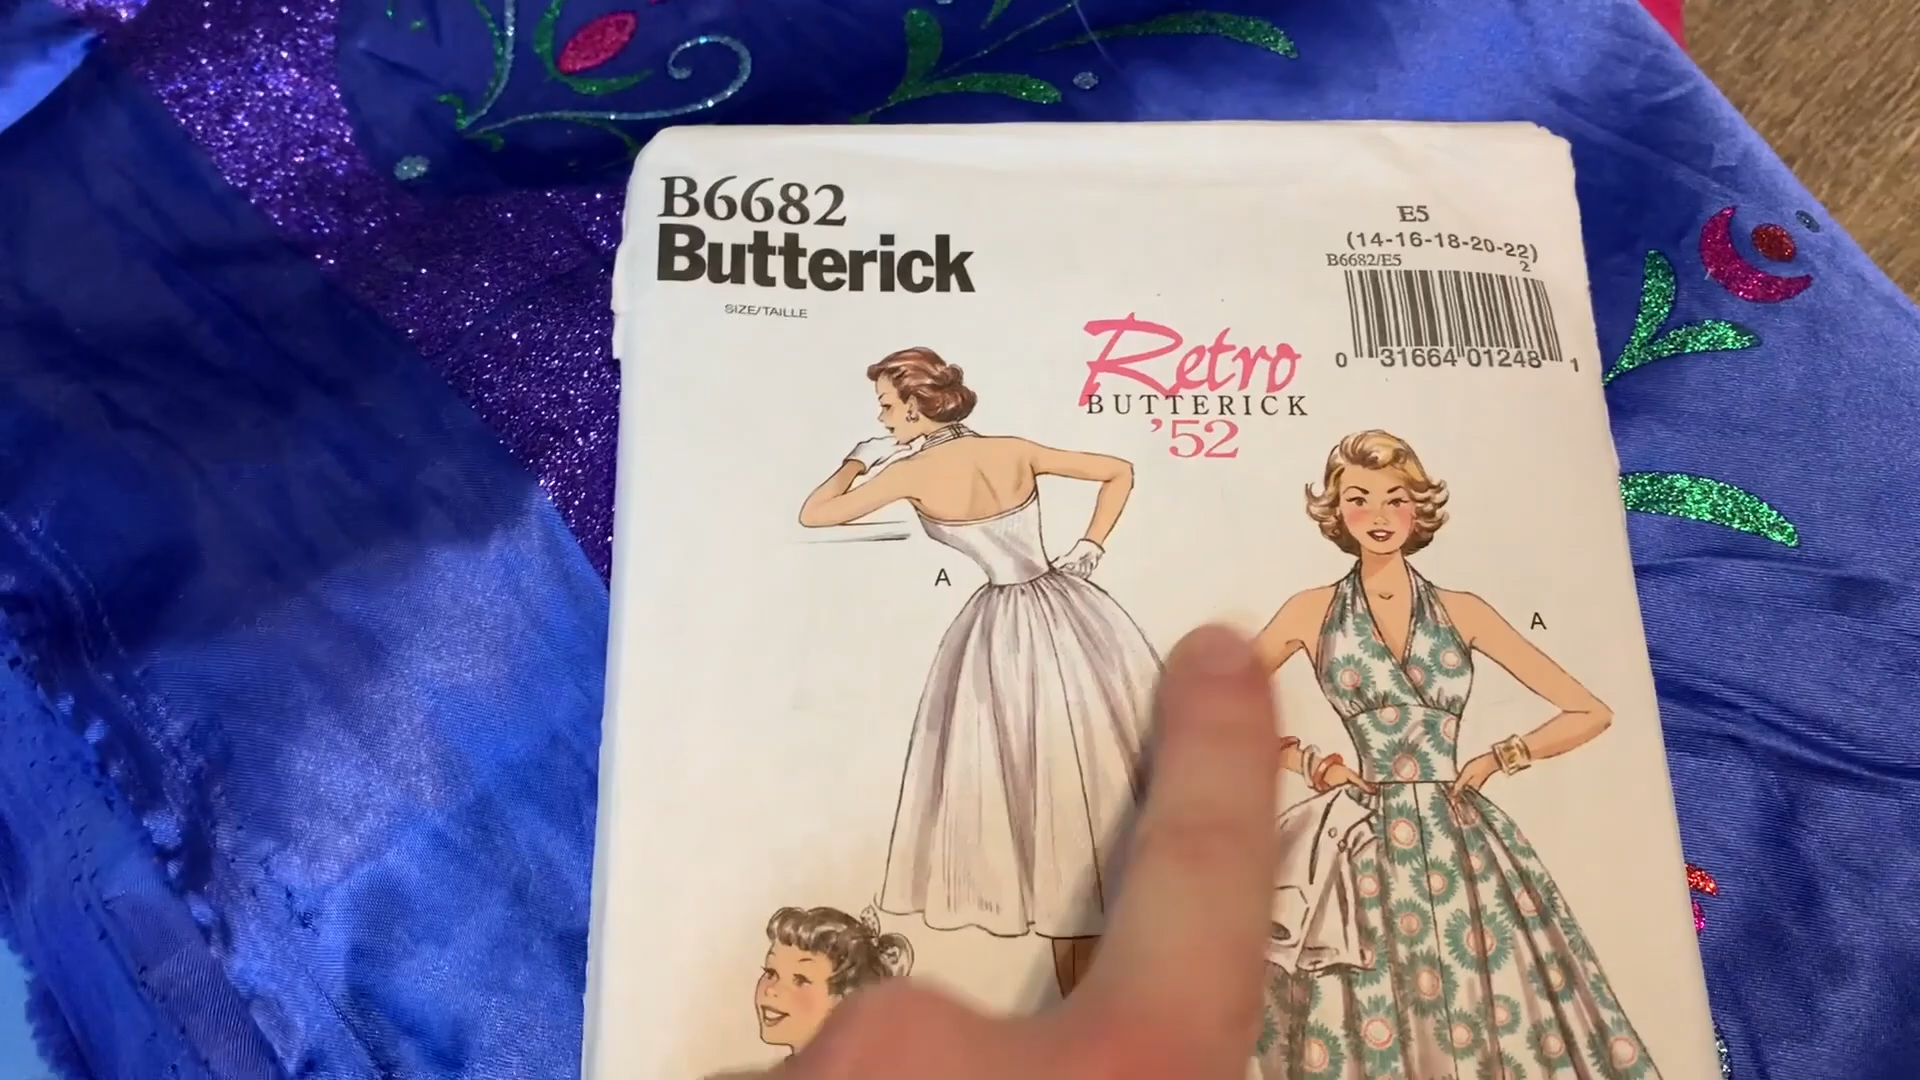 B6682
Butterick
SIZE/TAILLE
E5
(14-16-18-20-22)
B6682/E5
2
0 31664 01248 1
Retro
BUTTERICK
'52
A
A